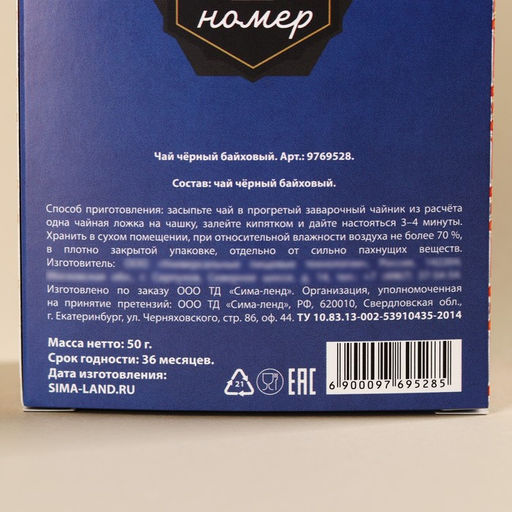 номер
Чай чёрный байховый. Арт.: 9769528.
Состав: чай чёрный байховый.
Способ приготовления: засыпьте чай в прогретый заварочный чайник из расчёта
одна чайная ложка на чашку, залейте кипятком и дайте настояться 3–4 минуты.
Хранить в сухом помещении, при относительной влажности воздуха не более 70 %,
в плотно закрытой упаковке, отдельно от сильно пахнущих веществ.
Изготовитель:
Изготовлено по заказу ООО ТД «Сима-ленд». Организация, уполномоченная
на принятие претензий: ООО ТД «Сима-ленд», РФ, 620010, Свердловская обл.,
г. Екатеринбург, ул. Черняховского, стр. 86, оф. 44. ТУ 10.83.13-002-53910435-2014
Масса нетто: 50 г.
Срок годности: 36 месяцев.
Дата изготовления:
SIMA-LAND.RU
21
EAC
6 900097 695285